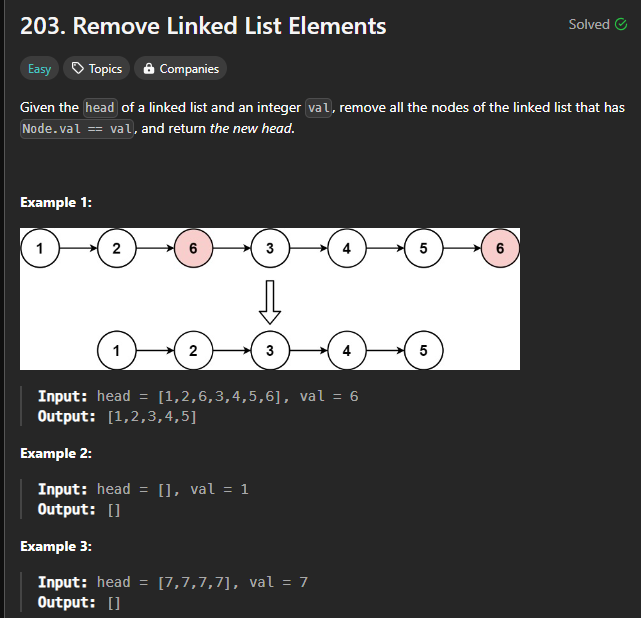 203. Remove Linked List Elements
Solved
Easy
Topics
Companies
Given the head of a linked list and an integer val, remove all the nodes of the linked list that has
Node.val == val, and return the new head.
Example 1:
1 2 6 3 4 5 6
1 2 3 4 5
Input: head = [1,2,6,3,4,5,6], val = 6
Output: [1,2,3,4,5]
Example 2:
Input: head = [], val = 1
Output: []
Example 3:
Input: head = [7,7,7,7], val = 7
Output: []